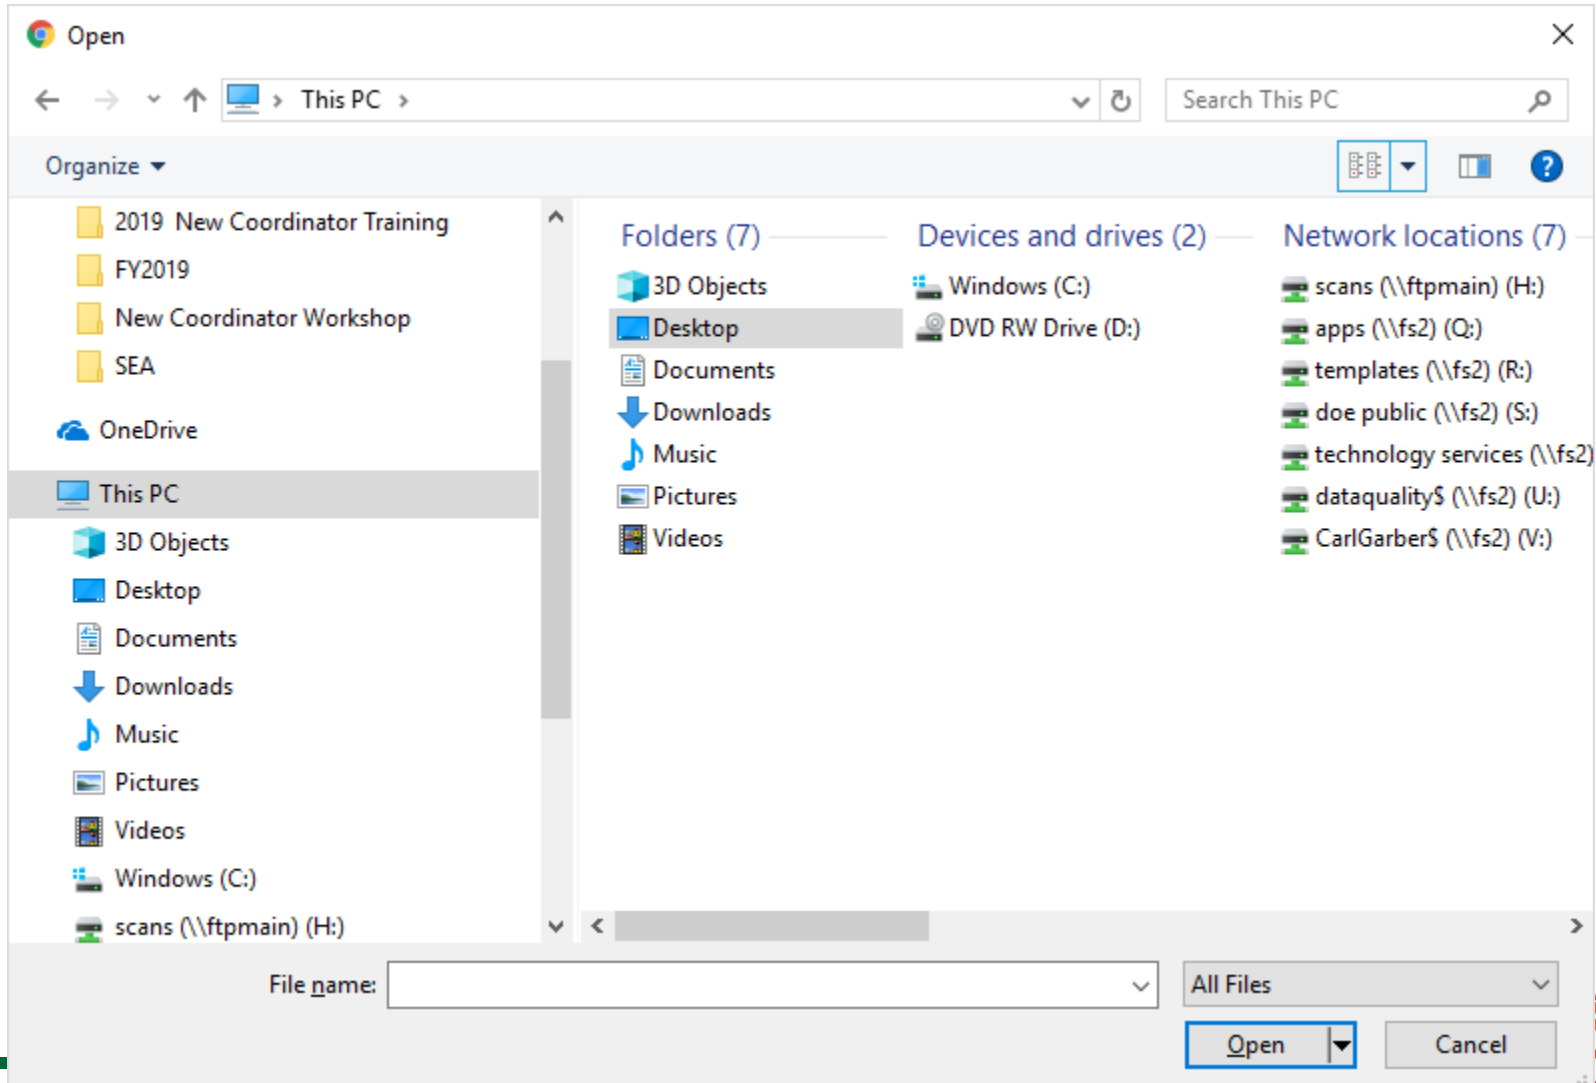 Open
This PC
Search This PC
Organize
2019  New Coordinator Training
FY2019
New Coordinator Workshop
SEA
OneDrive
This PC
3D Objects
Desktop
Documents
Downloads
Music
Pictures
Videos
Windows (C:)
scans (\\ftpmain) (H:)
Folders (7)
3D Objects
Desktop
Documents
Downloads
Music
Pictures
Videos
Devices and drives (2)
Windows (C:)
DVD RW Drive (D:)
Network locations (7)
scans (\\ftpmain) (H:)
apps (\\fs2) (Q:)
templates (\\fs2) (R:)
doe public (\\fs2) (S:)
technology services (\\fs2)
dataquality$ (\\fs2) (U:)
CarlGarber$ (\\fs2) (V:)
File name:
All Files
Open
Cancel